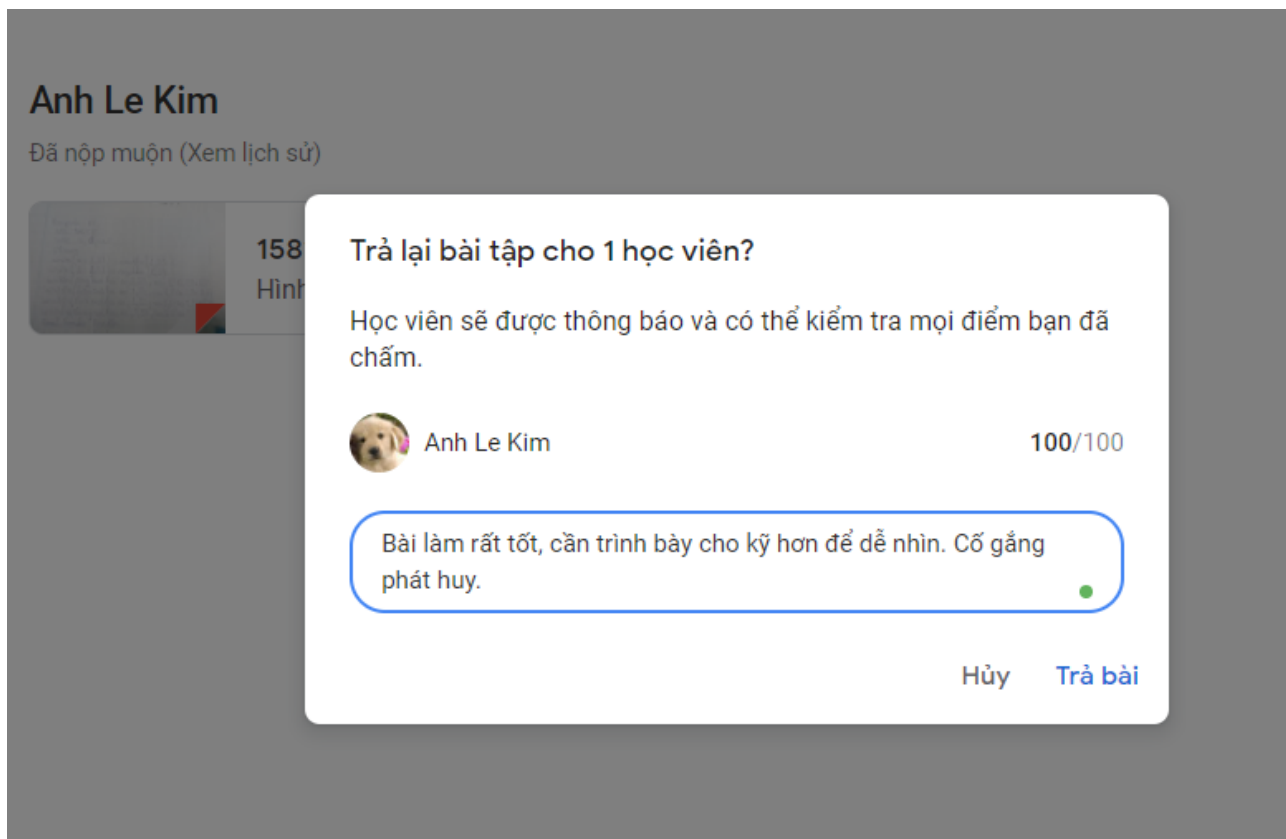 Anh Le Kim
Đã nộp muộn (Xem lịch sử)
158
Hình
Trả lại bài tập cho 1 học viên?
Học viên sẽ được thông báo và có thể kiểm tra mọi điểm bạn đã
chấm.
Anh Le Kim 100/100
Bài làm rất tốt, cần trình bày cho kỹ hơn để dễ nhìn. Cố gắng
phát huy.
Hủy Trả bài